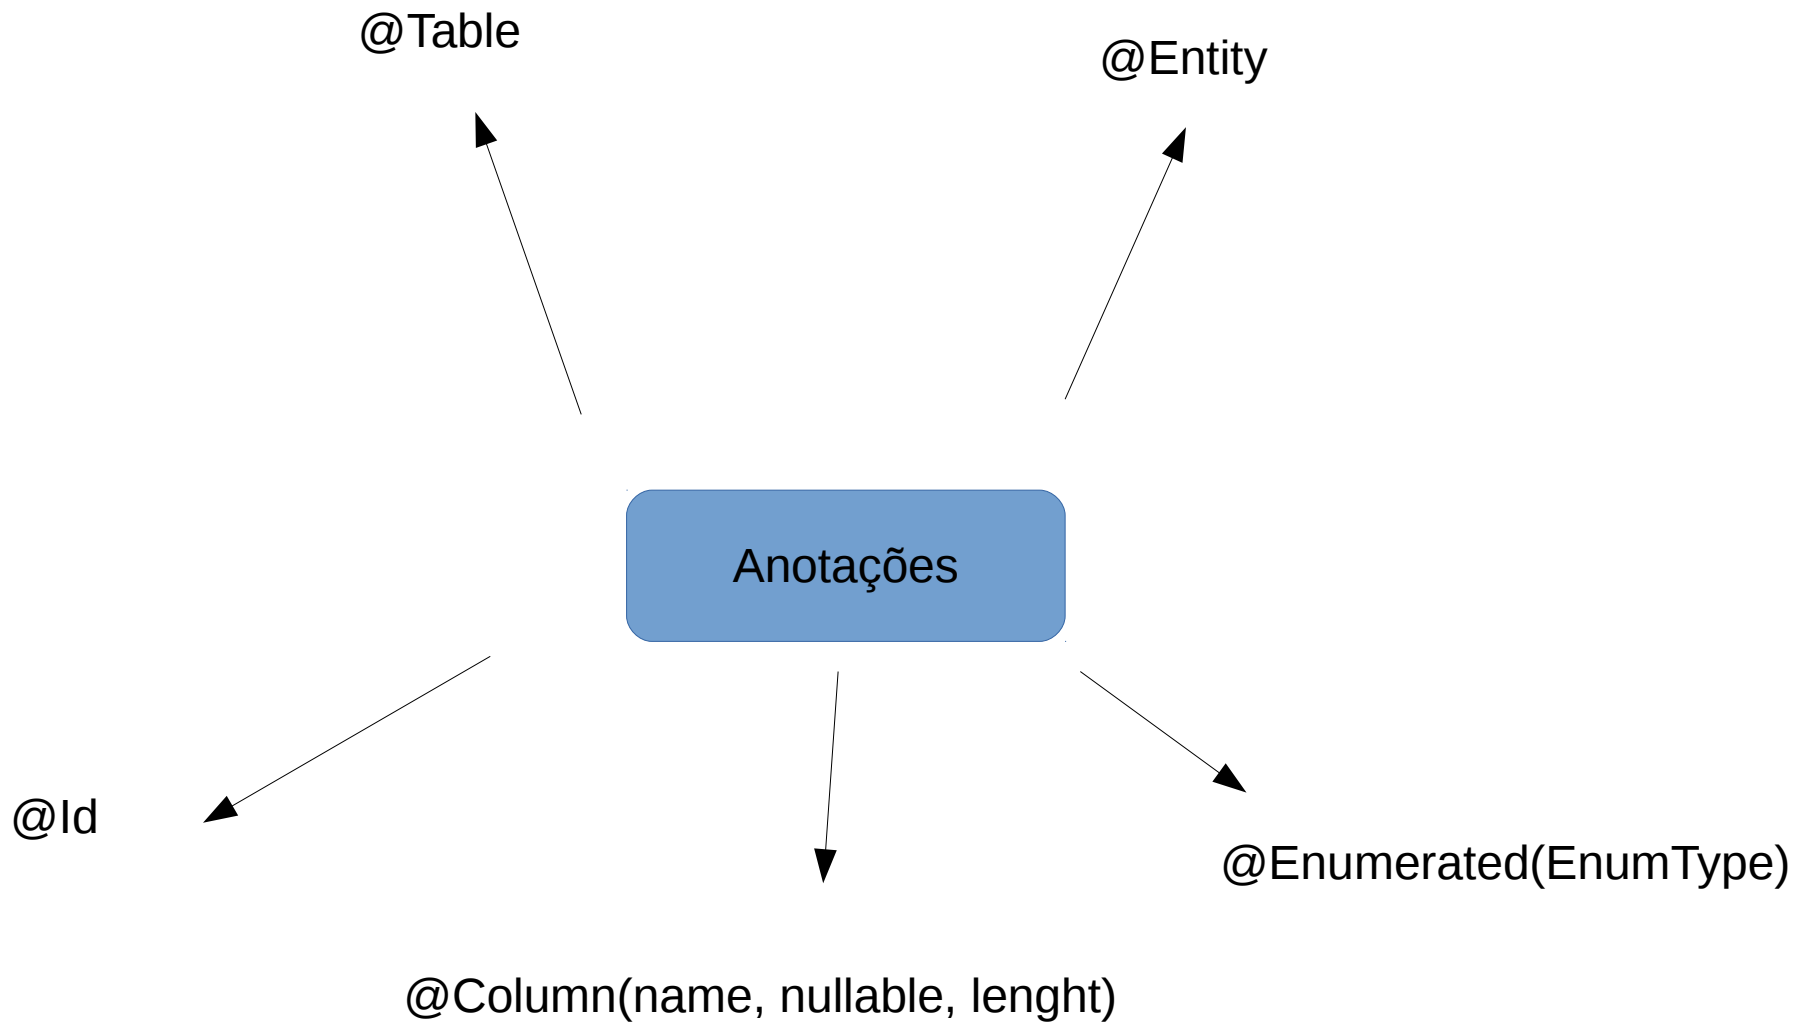 @Table
@Entity
Anotações
@Id
@Enumerated(EnumType)
@Column(name, nullable, lenght)